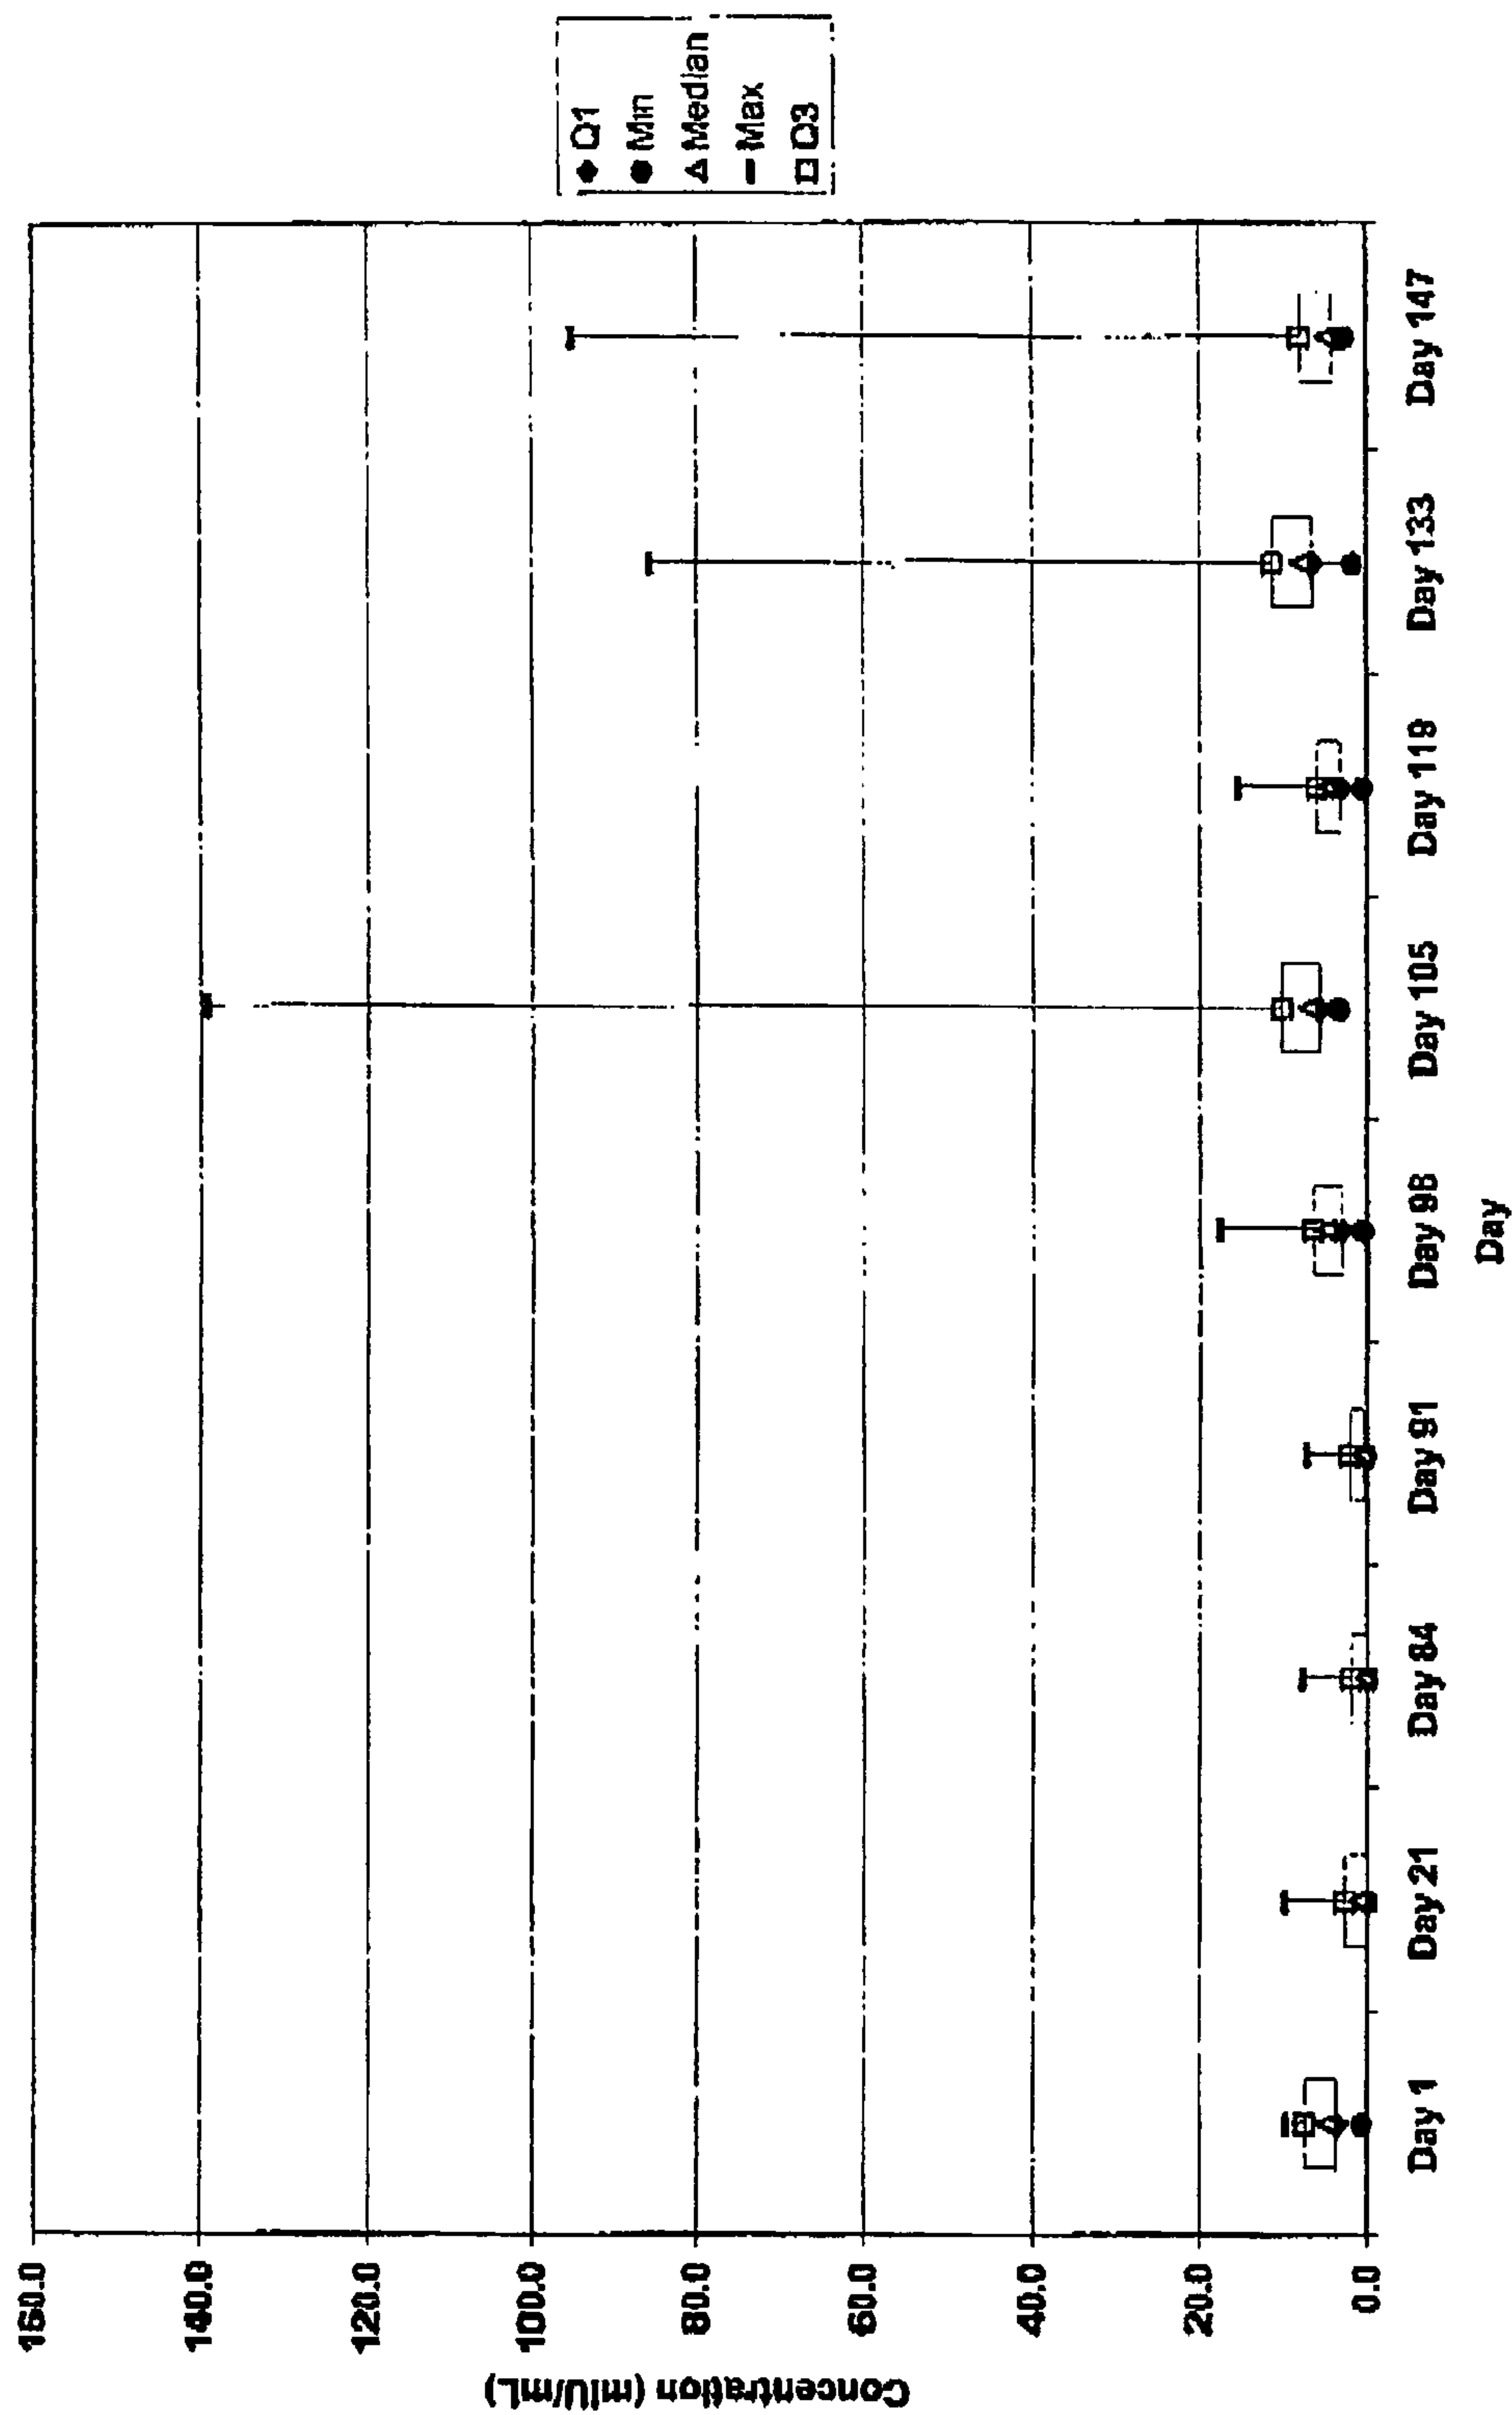 Concentration (mIU/mL)
160.0
140.0
120.0
100.0
80.0
60.0
40.0
20.0
0.0
Day 1
Day 21
Day 84
Day 91
Day 98
Day 105
Day 119
Day 133
Day 147
Day
Q1
Min
Median
Max
Q3